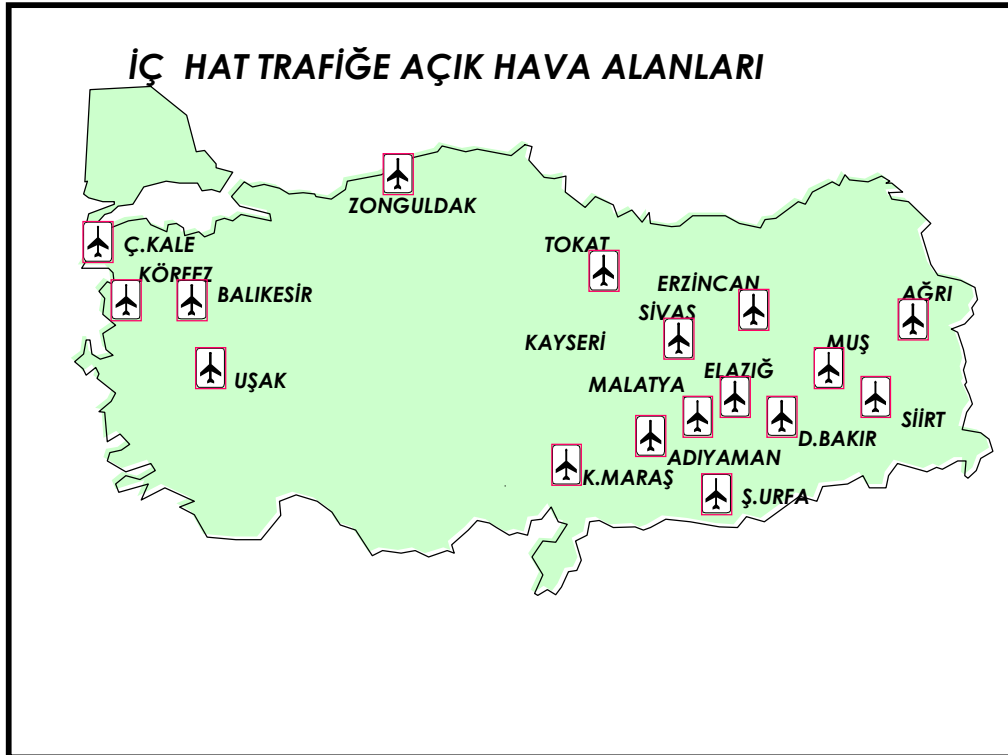 İÇ HAT TRAFİĞE AÇIK HAVA ALANLARI
ZONGULDAK
Ç.KALE
TOKAT
KÖRFEZ
ERZİNCAN
BALIKESİR
AĞRI
SİVAS
KAYSERİ
MUŞ
ELAZIĞ
UŞAK
MALATYA
SİİRT
D.BAKIR
ADIYAMAN
K.MARAŞ
Ş.URFA